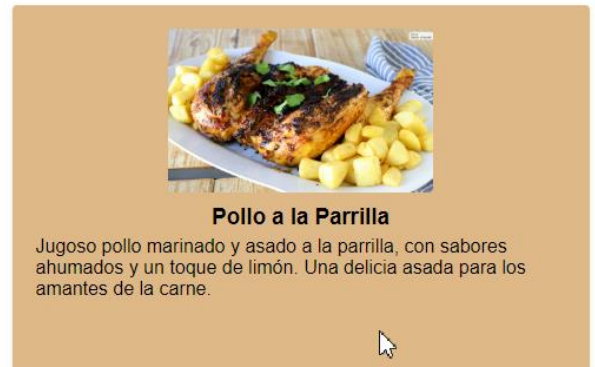 Pollo a la Parrilla
Jugoso pollo marinado y asado a la parrilla, con sabores
ahumados y un toque de limón. Una delicia asada para los
amantes de la carne.